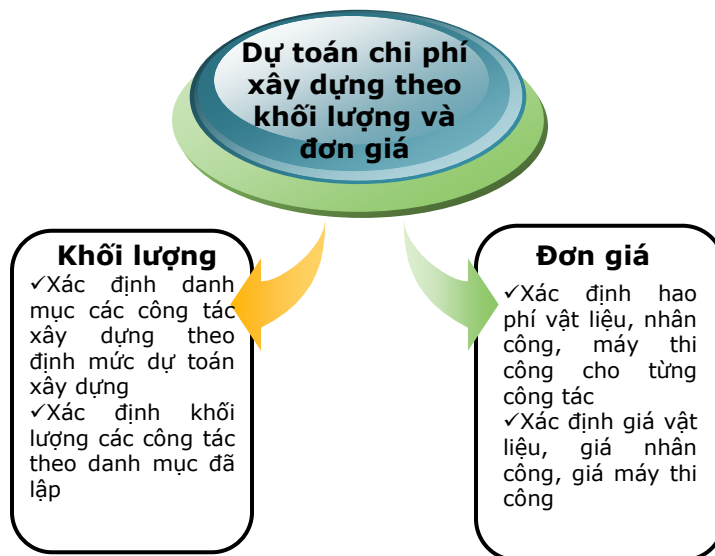 Dự toán chi phí
xây dựng theo
khối lượng và
đơn giá
Khối lượng
✓Xác định danh
mục các công tác
xây dựng theo
định mức dự toán
xây dựng
✓Xác định khối
lượng các công tác
theo danh mục đã
lập
Đơn giá
✓Xác định hao
phí vật liệu, nhân
công, máy thi
công cho từng
công tác
✓Xác định giá vật
liệu, giá nhân
công, giá máy thi
công